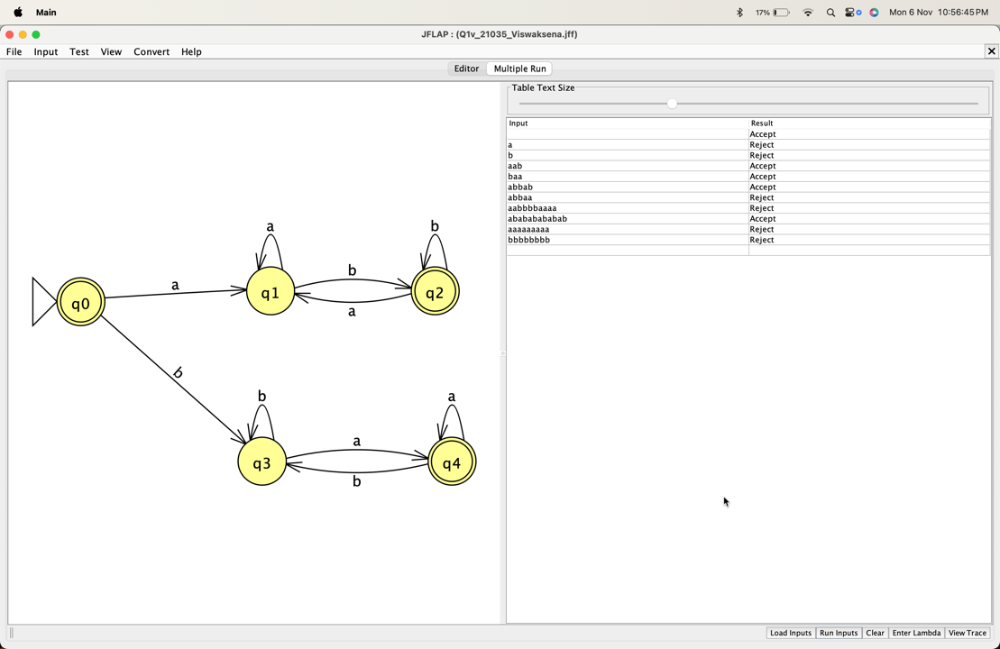 Main 17% Mon 6 Nov 10:56:45 PM
JFLAP : (Q1v_21035_Viswaksena.jff)
File Input Test View Convert Help
Editor Multiple Run
Table Text Size
Input Result
Accept
a Reject
b Reject
aab Accept
baa Accept
abbab Accept
abbaa Reject
aabbbbaaaa Reject
abababababab Accept
aaaaaaaaa Reject
bbbbbbbb Reject
a b
b
a q1 q2
q0 a
b
b a
a
q3 q4
b
Load Inputs Run Inputs Clear Enter Lambda View Trace